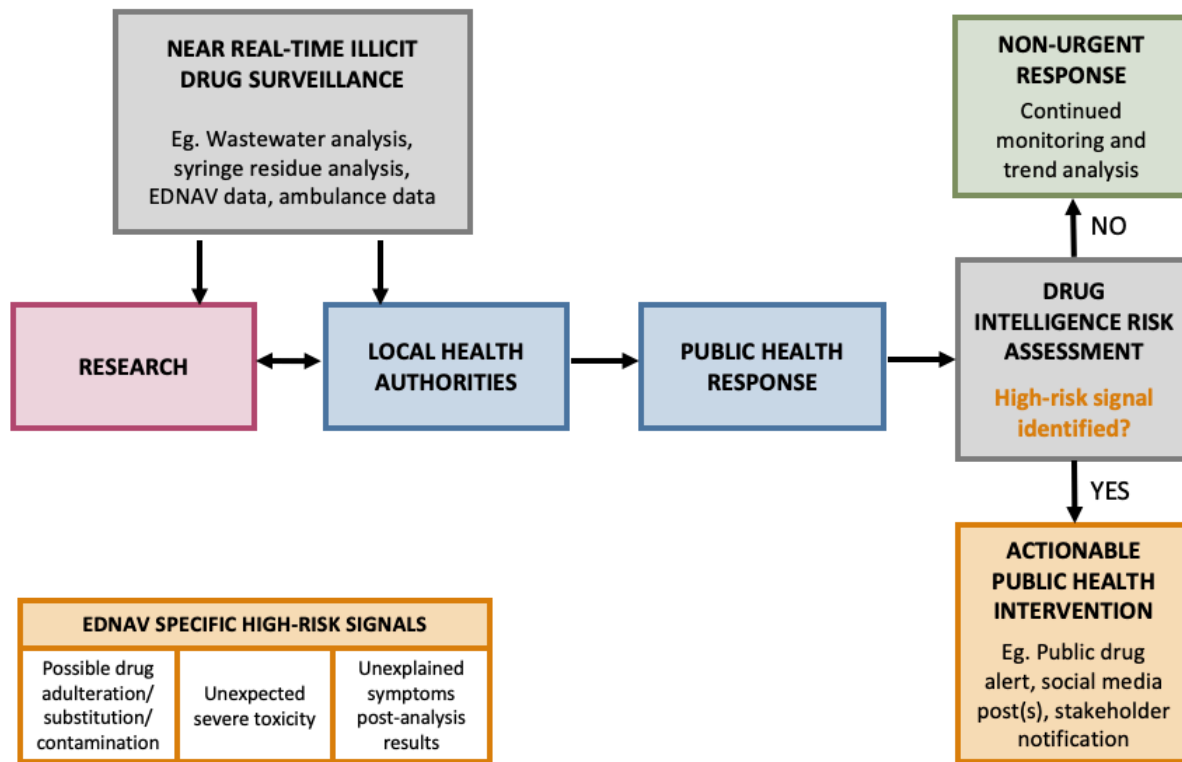 NEAR REAL-TIME ILLICIT
DRUG SURVEILLANCE
Eg. Wastewater analysis,
syringe residue analysis,
EDNAV data, ambulance data
NON-URGENT
RESPONSE
Continued
monitoring and
trend analysis
NO
RESEARCH
LOCAL HEALTH
AUTHORITIES
PUBLIC HEALTH
RESPONSE
DRUG
INTELLIGENCE RISK
ASSESSMENT
High-risk signal
identified?
YES
ACTIONABLE
PUBLIC HEALTH
INTERVENTION
Eg. Public drug
alert, social media
post(s), stakeholder
notification
EDNAV SPECIFIC HIGH-RISK SIGNALS
Possible drug
adulteration/
substitution/
contamination
Unexpected
severe toxicity
Unexplained
symptoms
post-analysis
results